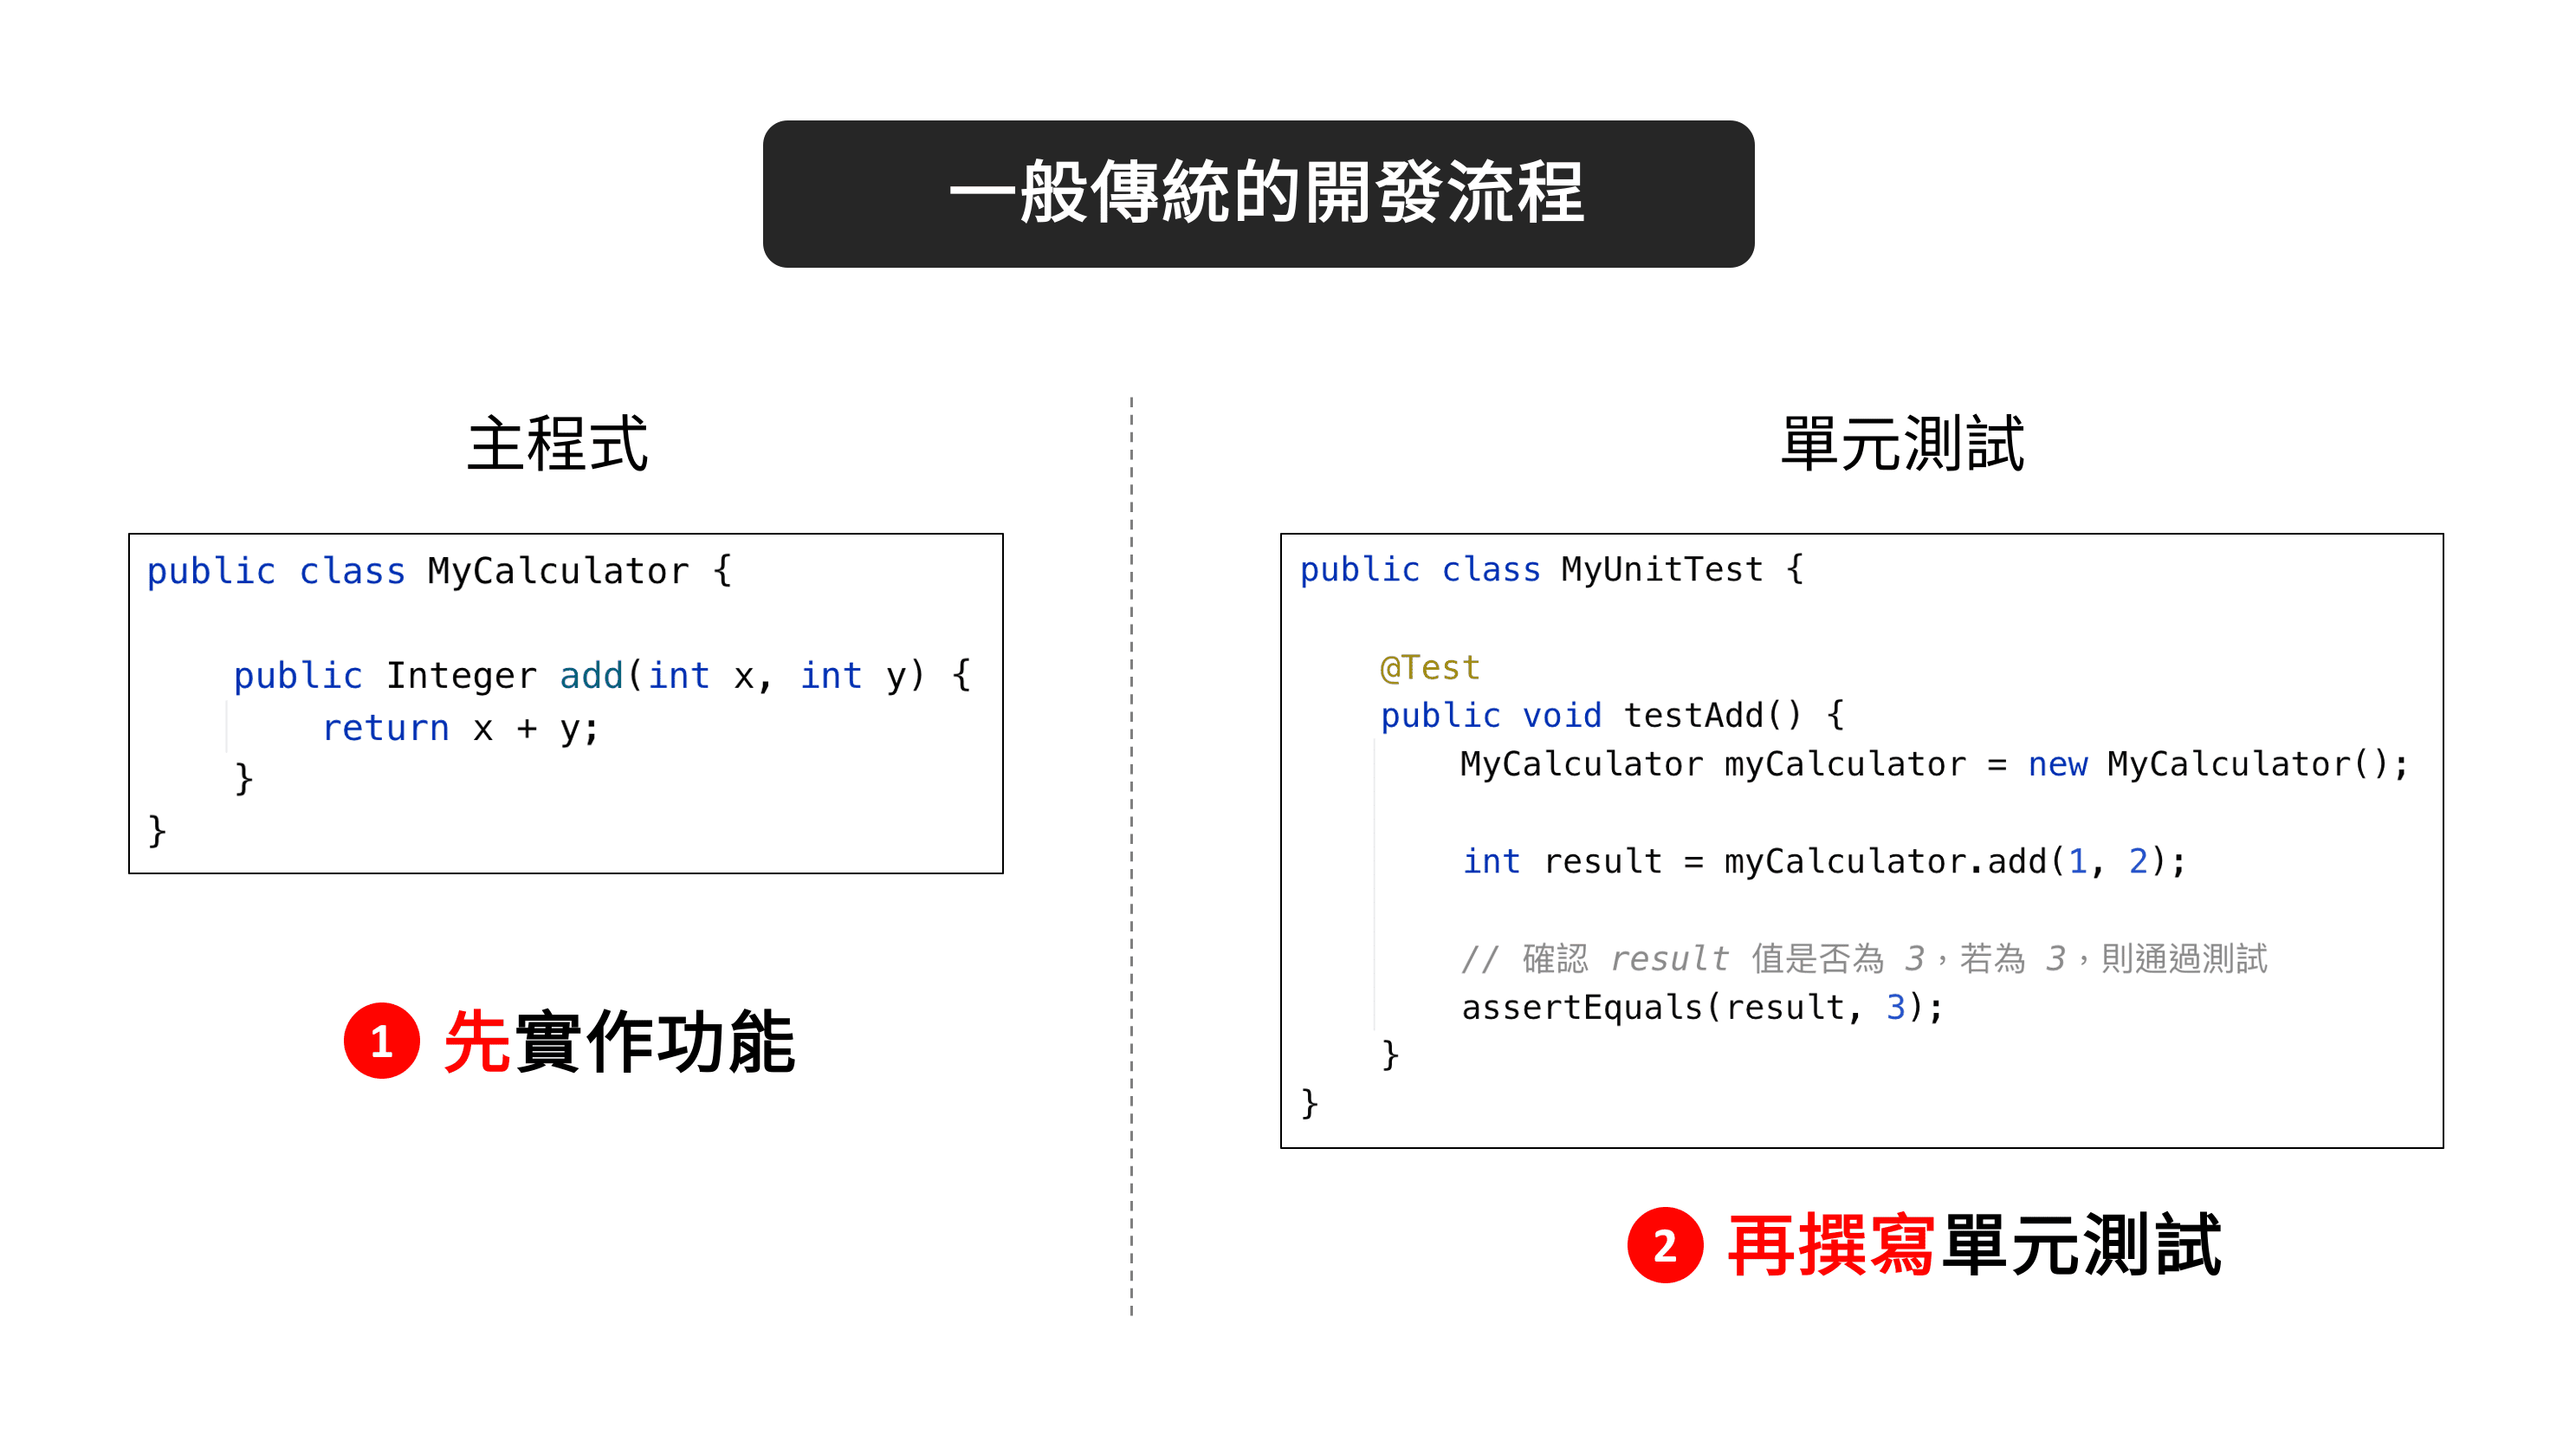 一般傳統的開發流程
主程式
public class MyCalculator {
    public Integer add(int x, int y) {
        return x + y;
    }
}
1 先實作功能
單元測試
public class MyUnitTest {
    @Test
    public void testAdd() {
        MyCalculator myCalculator = new MyCalculator();
        int result = myCalculator.add(1, 2);
        // 確認 result 值是否為 3，若為 3，則通過測試
        assertEquals(result, 3);
    }
}
2 再撰寫單元測試